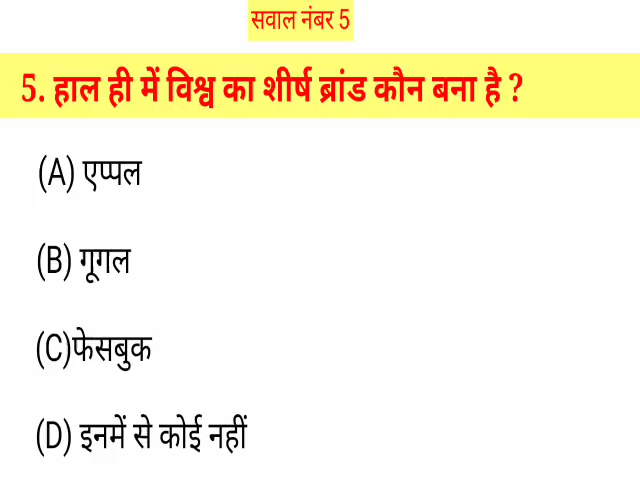 सवाल नंबर 5
5. हाल ही में विश्व का शीर्ष ब्रांड कौन बना है ?
(A) एप्पल
(B) गूगल
(C)फेसबुक
(D) इनमें से कोई नहीं